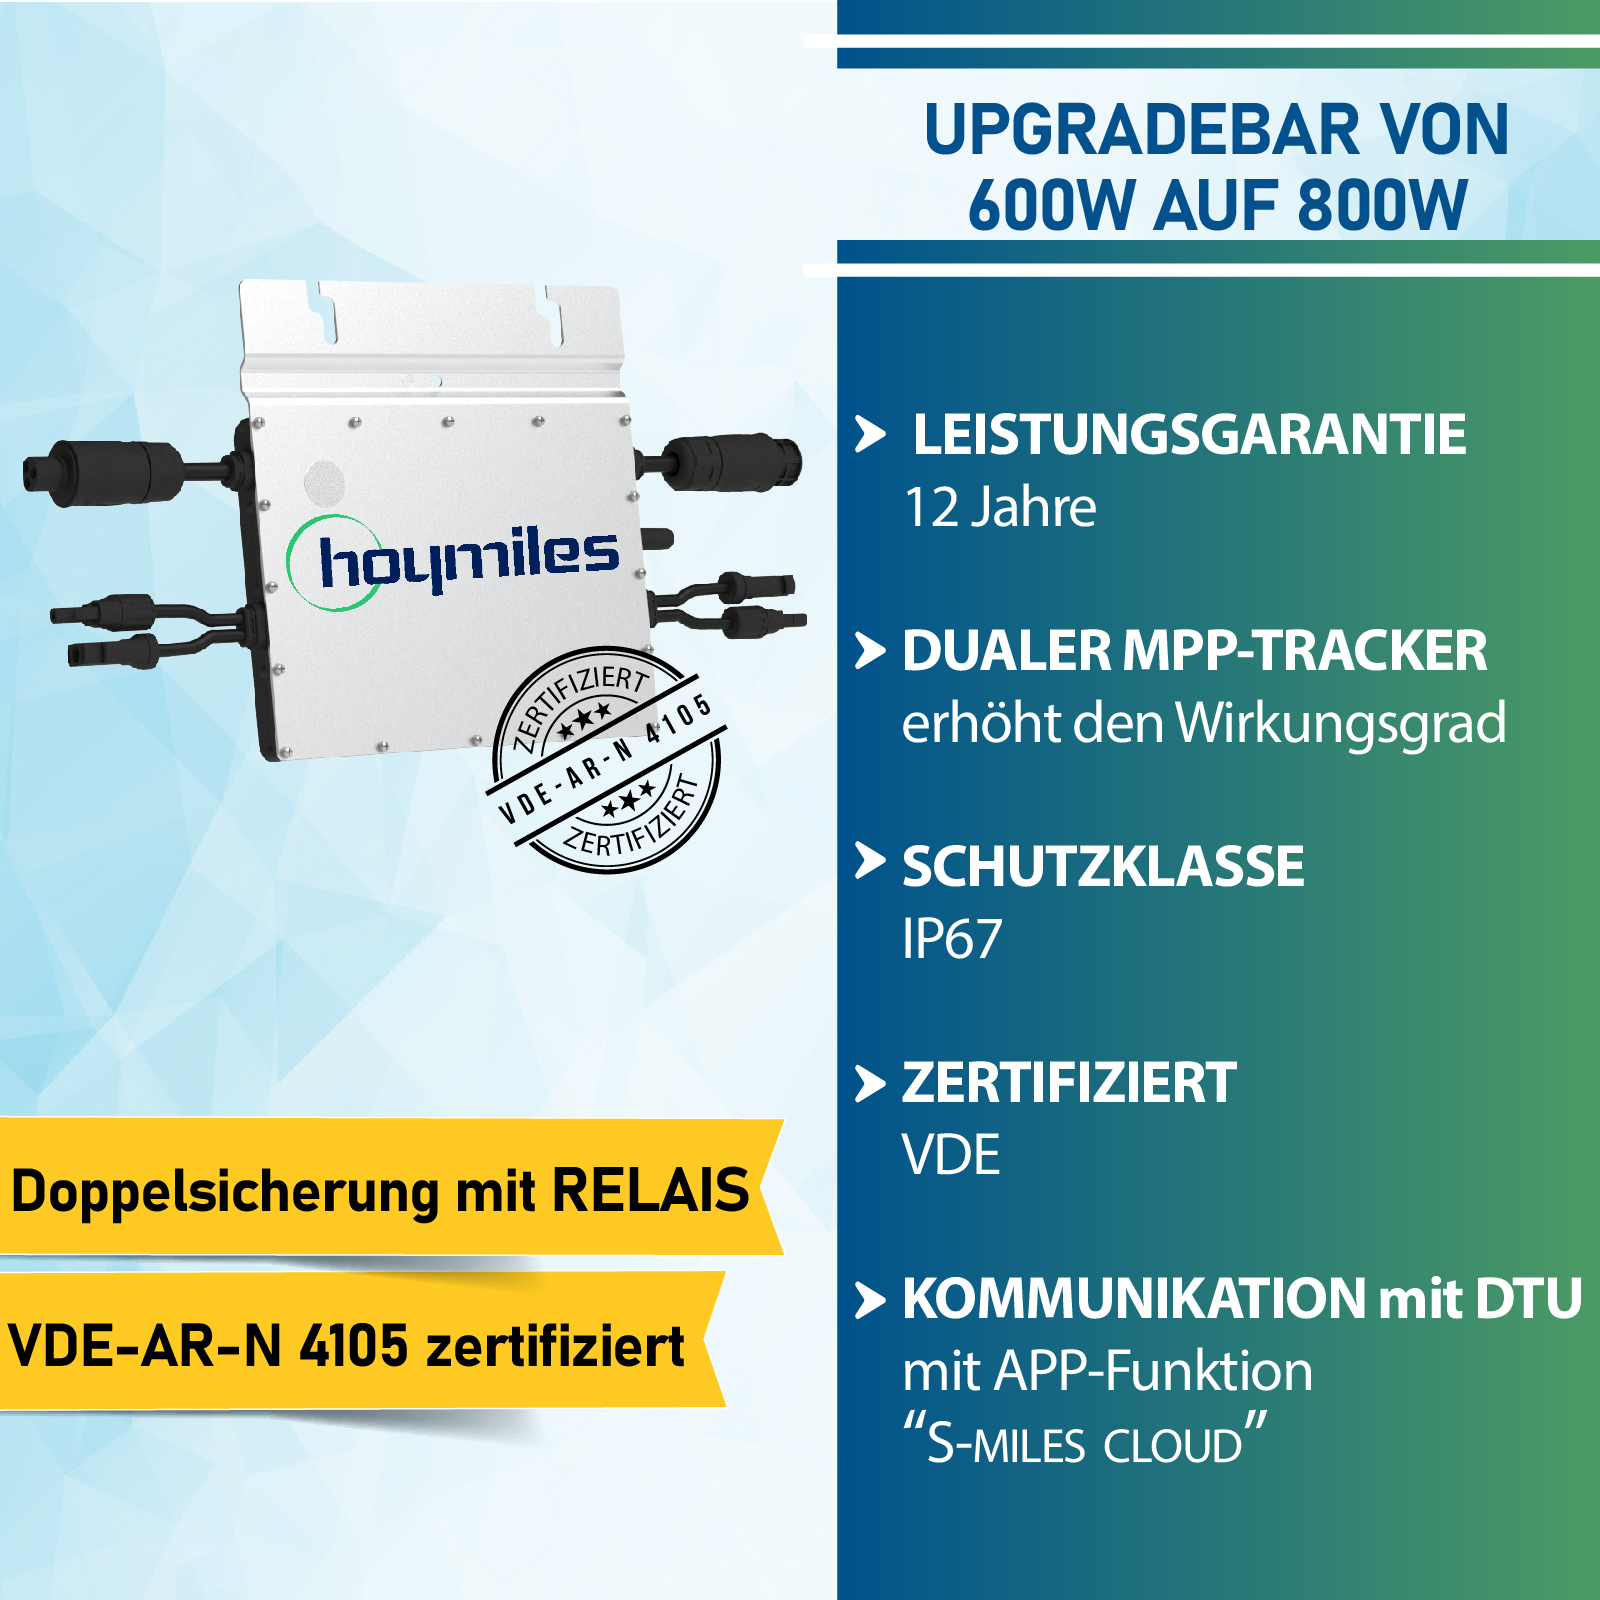 UPGRADEBAR VON
600W AUF 800W
hoymiles
ZERTIFIZIERT
VDE-AR-N 4105
ZERTIFIZIERT
Doppelsicherung mit RELAIS
VDE-AR-N 4105 zertifiziert
LEISTUNGSGARANTIE
12 Jahre
DUALER MPP-TRACKER
erhöht den Wirkungsgrad
SCHUTZKLASSE
IP67
ZERTIFIZIERT
VDE
KOMMUNIKATION mit DTU
mit APP-Funktion
“S-MILES CLOUD”